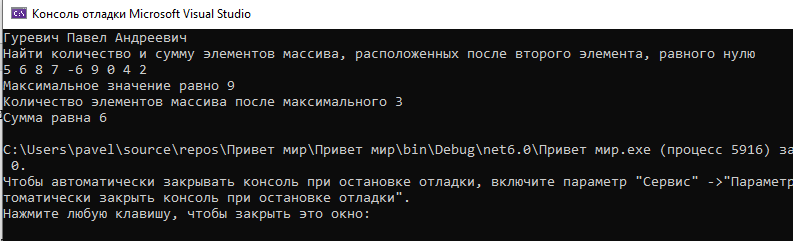 Консоль отладки Microsoft Visual Studio
Гуревич Павел Андреевич
Найти количество и сумму элементов массива, расположенных после второго элемента, равного нулю
5 6 8 7 -6 9 0 4 2
Максимальное значение равно 9
Количество элементов массива после максимального 3
Сумма равна 6
C:\Users\pavel\source\repos\Привет мир\Привет мир\bin\Debug\net6.0\Привет мир.exe (процесс 5916) за
0.
Чтобы автоматически закрывать консоль при остановке отладки, включите параметр "Сервис" ->"Параметр
томатически закрыть консоль при остановке отладки".
Нажмите любую клавишу, чтобы закрыть это окно: